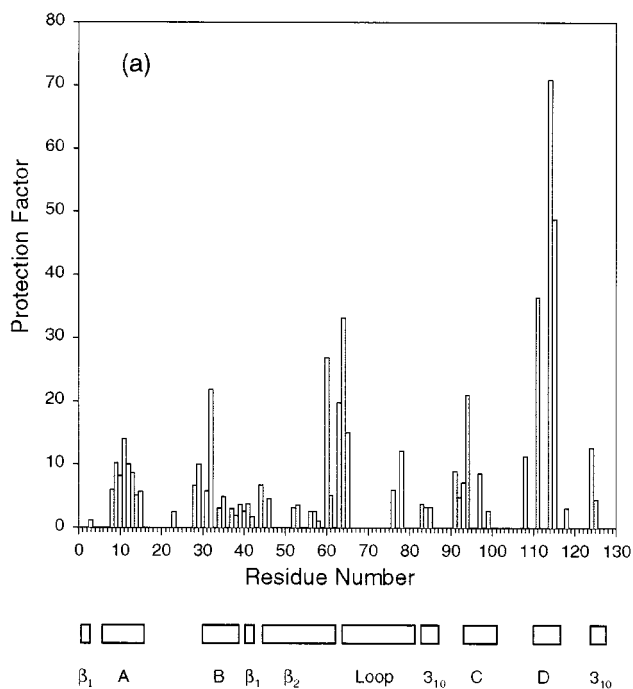 80
(a)
70
60
50
40
30
20
10
0
Protection Factor
0 10 20 30 40 50 60 70 80 90 100 110 120 130
Residue Number
β₁ A B β₁ β₂ Loop 3₁₀ C D 3₁₀